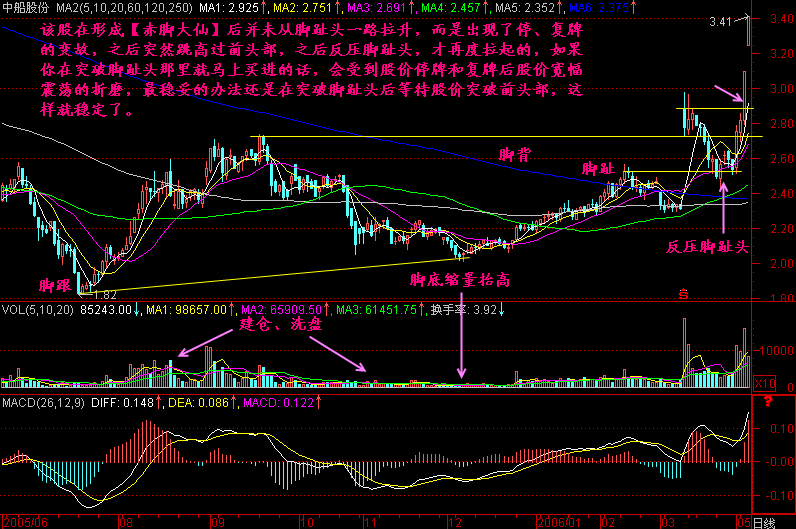 中船股份 MA2(5,10,20,60,120,250) MA1: 2.925↑, MA2: 2.751↑, MA3: 2.691↑, MA4: 2.457↑, MA5: 2.352↑, MA6: 2.375↑
3.41
3.40
该股在形成【赤脚大仙】后并未从脚趾头一路拉升，而是出现了停、复牌
的变故，之后突然跳高过前头部，之后反压脚趾头，才再度拉起的，如果
你在突破脚趾头那里就马上买进的话，会受到股价停牌和复牌后股价宽幅
震荡的折磨，最稳妥的办法还是在突破脚趾头后等待股价突破前头部，这
样就稳定了。
3.20
3.00
2.80
脚背
2.60
脚趾
2.40
2.20
反压脚趾头
2.00
脚跟
脚底缩量抬高
1.82
1.80
VOL(5,10,20) 85243.00↓, MA1: 98657.00↑, MA2: 65909.50↑, MA3: 61451.75↑, 换手率: 3.92↓
建仓、洗盘
10000
X10
0
MACD(26,12,9) DIFF: 0.148↑, DEA: 0.086↑, MACD: 0.122↑
?
0.10
-0.00
-0.10
2005/06 08 09 10 11 12 2006/01 02 03 05 日线